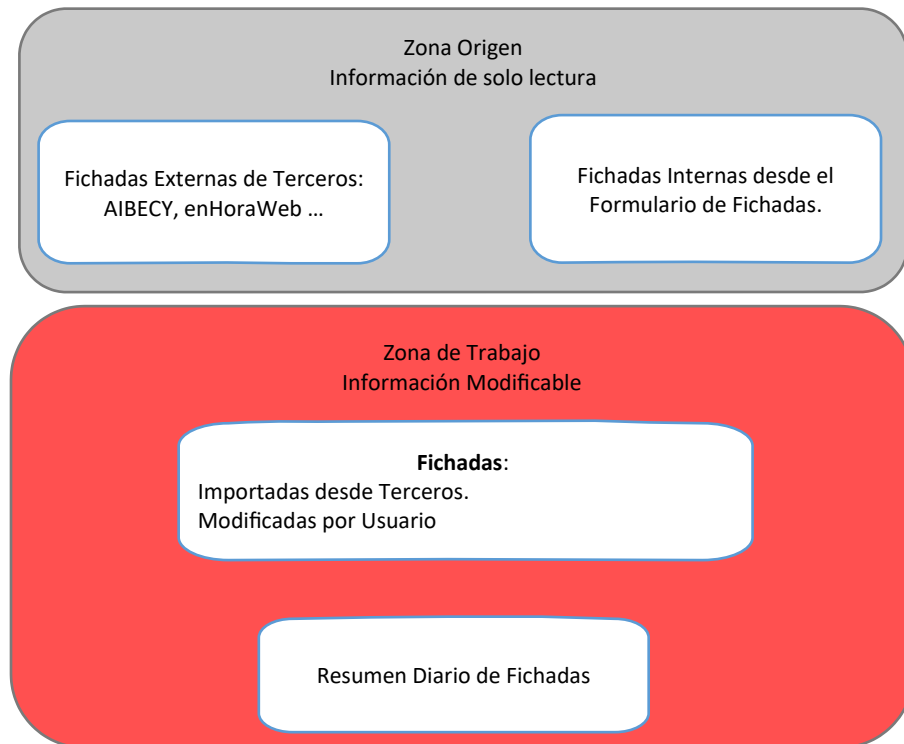 Zona Origen
Información de solo lectura
Fichadas Externas de Terceros:
AIBECY, enHoraWeb ...
Fichadas Internas desde el
Formulario de Fichadas.
Zona de Trabajo
Información Modificable
Fichadas:
Importadas desde Terceros.
Modificadas por Usuario
Resumen Diario de Fichadas